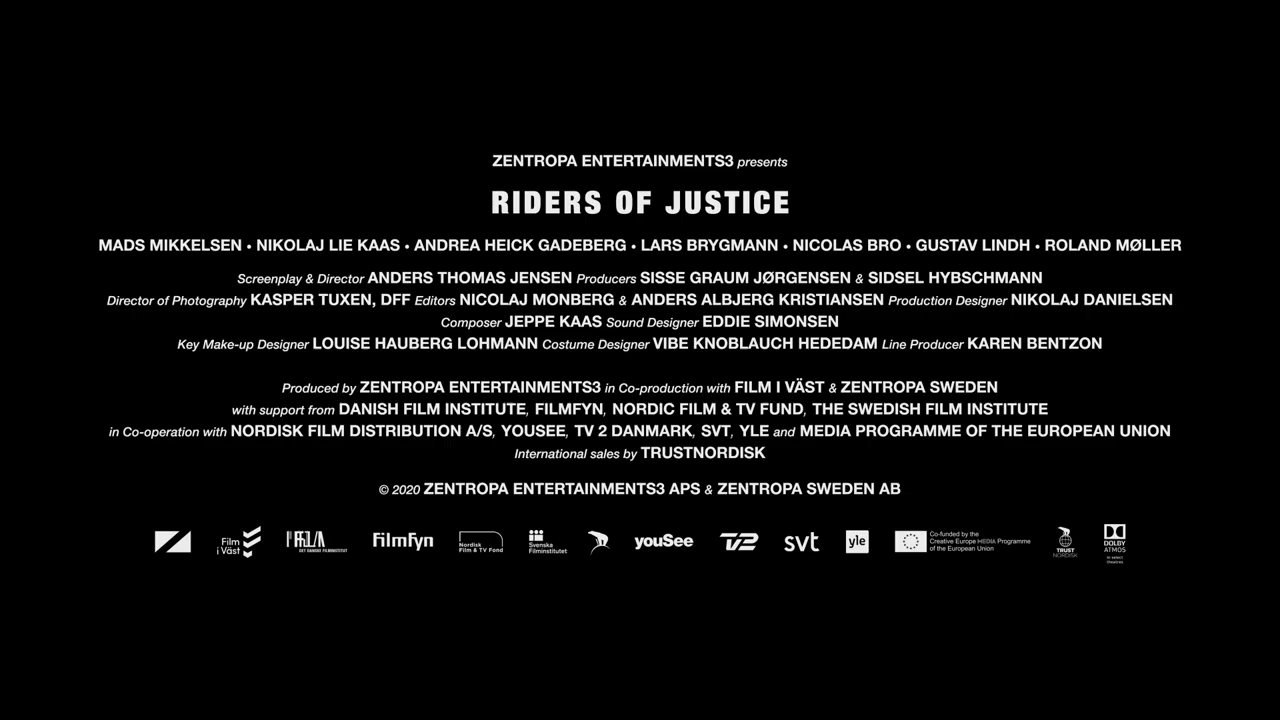 ZENTROPA ENTERTAINMENTS3 presents
RIDERS OF JUSTICE
MADS MIKKELSEN • NIKOLAJ LIE KAAS • ANDREA HEICK GADEBERG • LARS BRYGMANN • NICOLAS BRO • GUSTAV LINDH • ROLAND MØLLER
Screenplay & Director ANDERS THOMAS JENSEN Producers SISSE GRAUM JØRGENSEN & SIDSEL HYBSCHMANN
Director of Photography KASPER TUXEN, DFF Editors NICOLAJ MONBERG & ANDERS ALBJERG KRISTIANSEN Production Designer NIKOLAJ DANIELSEN
Composer JEPPE KAAS Sound Designer EDDIE SIMONSEN
Key Make-up Designer LOUISE HAUBERG LOHMANN Costume Designer VIBE KNOBLAUCH HEDEDAM Line Producer KAREN BENTZON
Produced by ZENTROPA ENTERTAINMENTS3 in Co-production with FILM I VÄST & ZENTROPA SWEDEN
with support from DANISH FILM INSTITUTE, FILMFYN, NORDIC FILM & TV FUND, THE SWEDISH FILM INSTITUTE
in Co-operation with NORDISK FILM DISTRIBUTION A/S, YOUSEE, TV 2 DANMARK, SVT, YLE and MEDIA PROGRAMME OF THE EUROPEAN UNION
International sales by TRUSTNORDISK
© 2020 ZENTROPA ENTERTAINMENTS3 APS & ZENTROPA SWEDEN AB
Film
i Väst
DET DANSKE FILMINSTITUT
filmfyn
Nordisk
Film & TV Fond
Svenska
Filminstitutet
youSee
TV2
svt
yle
Co-funded by the
Creative Europe MEDIA Programme
of the European Union
TRUST
NORDISK
DOLBY
ATMOS
in select
theatres